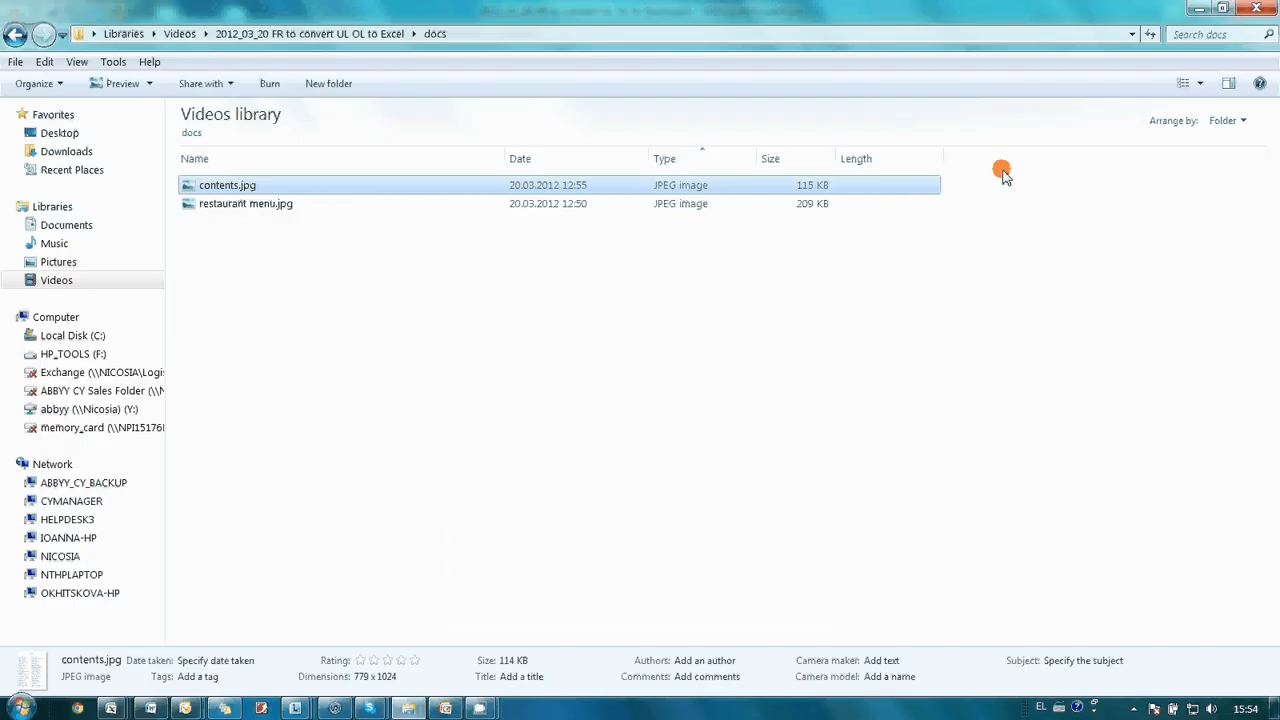 Libraries Videos 2012_03_20 FR to convert UL OL to Excel docs
Search docs
File Edit View Tools Help
Organize Preview Share with Burn New folder
Videos library
docs
Arrange by: Folder
Name Date Type Size Length
contents.jpg 20.03.2012 12:55 JPEG image 115 KB
restaurant menu.jpg 20.03.2012 12:50 JPEG image 209 KB
Favorites
Desktop
Downloads
Recent Places
Libraries
Documents
Music
Pictures
Videos
Computer
Local Disk (C:)
HP_TOOLS (F:)
Exchange (\\NICOSIA\Logis
ABBYY CY Sales Folder (\\N
abbyy (\\Nicosia) (Y:)
memory_card (\\NPI15176
Network
ABBYY_CY_BACKUP
CYMANAGER
HELPDESK3
IOANNA-HP
NICOSIA
NTHPLAPTOP
OKHITSKOVA-HP
contents.jpg Date taken: Specify date taken Rating: Size: 114 KB Authors: Add an author Camera maker: Add text Subject: Specify the subject
JPEG image Tags: Add a tag Dimensions: 775 x 1024 Title: Add a title Comments: Add comments Camera model: Add a name
EL 15:54